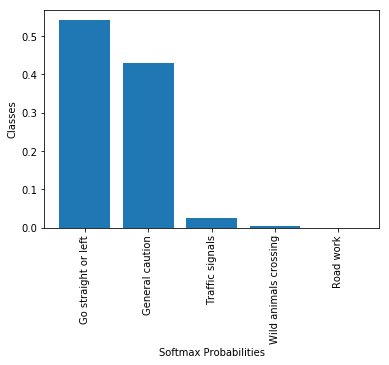 0.5
0.4
0.3
0.2
0.1
0.0
Classes
Go straight or left
General caution
Traffic signals
Wild animals crossing
Road work
Softmax Probabilities